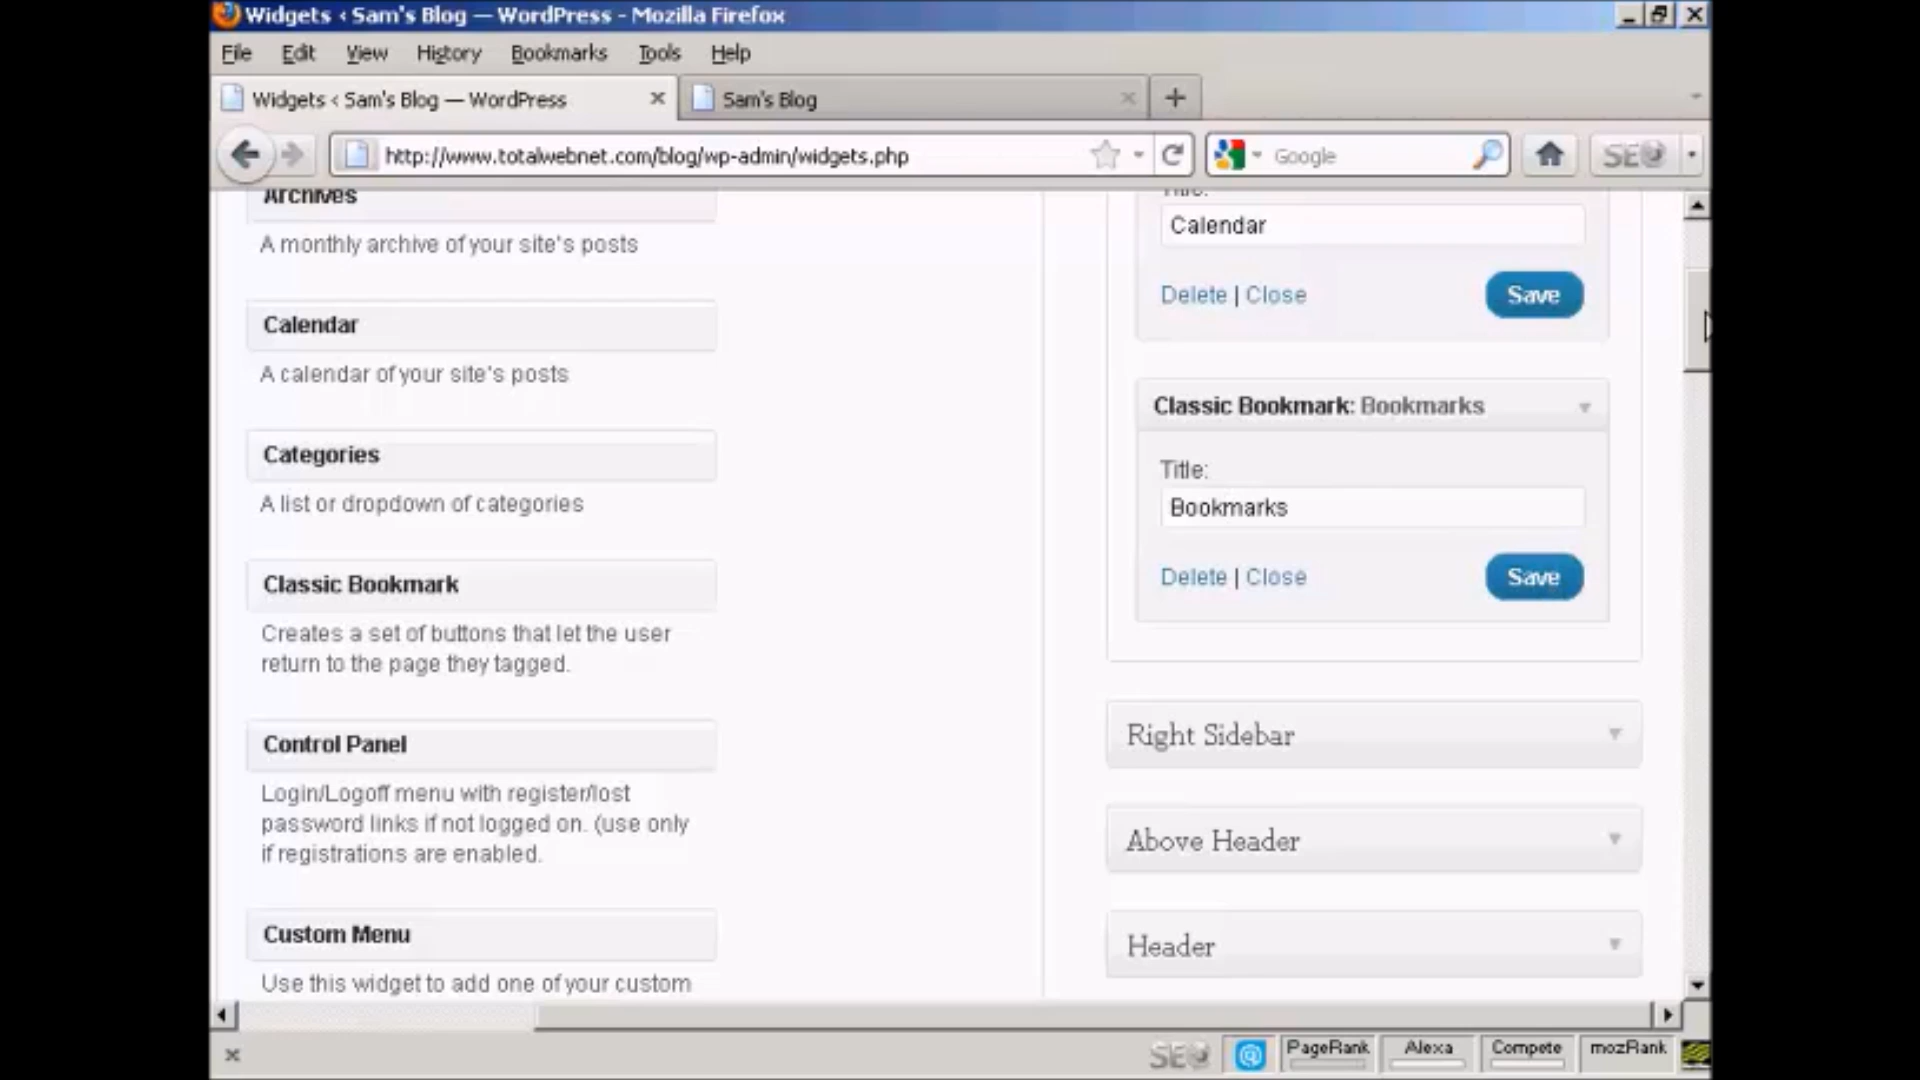 Widgets ‹ Sam's Blog — WordPress - Mozilla Firefox
File Edit View History Bookmarks Tools Help
Widgets ‹ Sam's Blog — WordPress
Sam's Blog
http://www.totalwebnet.com/blog/wp-admin/widgets.php
Google
SEO
Archives
A monthly archive of your site's posts
Calendar
A calendar of your site's posts
Categories
A list or dropdown of categories
Classic Bookmark
Creates a set of buttons that let the user
return to the page they tagged.
Control Panel
Login/Logoff menu with register/lost
password links if not logged on. (use only
if registrations are enabled.
Custom Menu
Use this widget to add one of your custom
Title:
Calendar
Delete | Close
Save
Classic Bookmark: Bookmarks
Title:
Bookmarks
Delete | Close
Save
Right Sidebar
Above Header
Header
SEO
PageRank
Alexa
Compete
mozRank